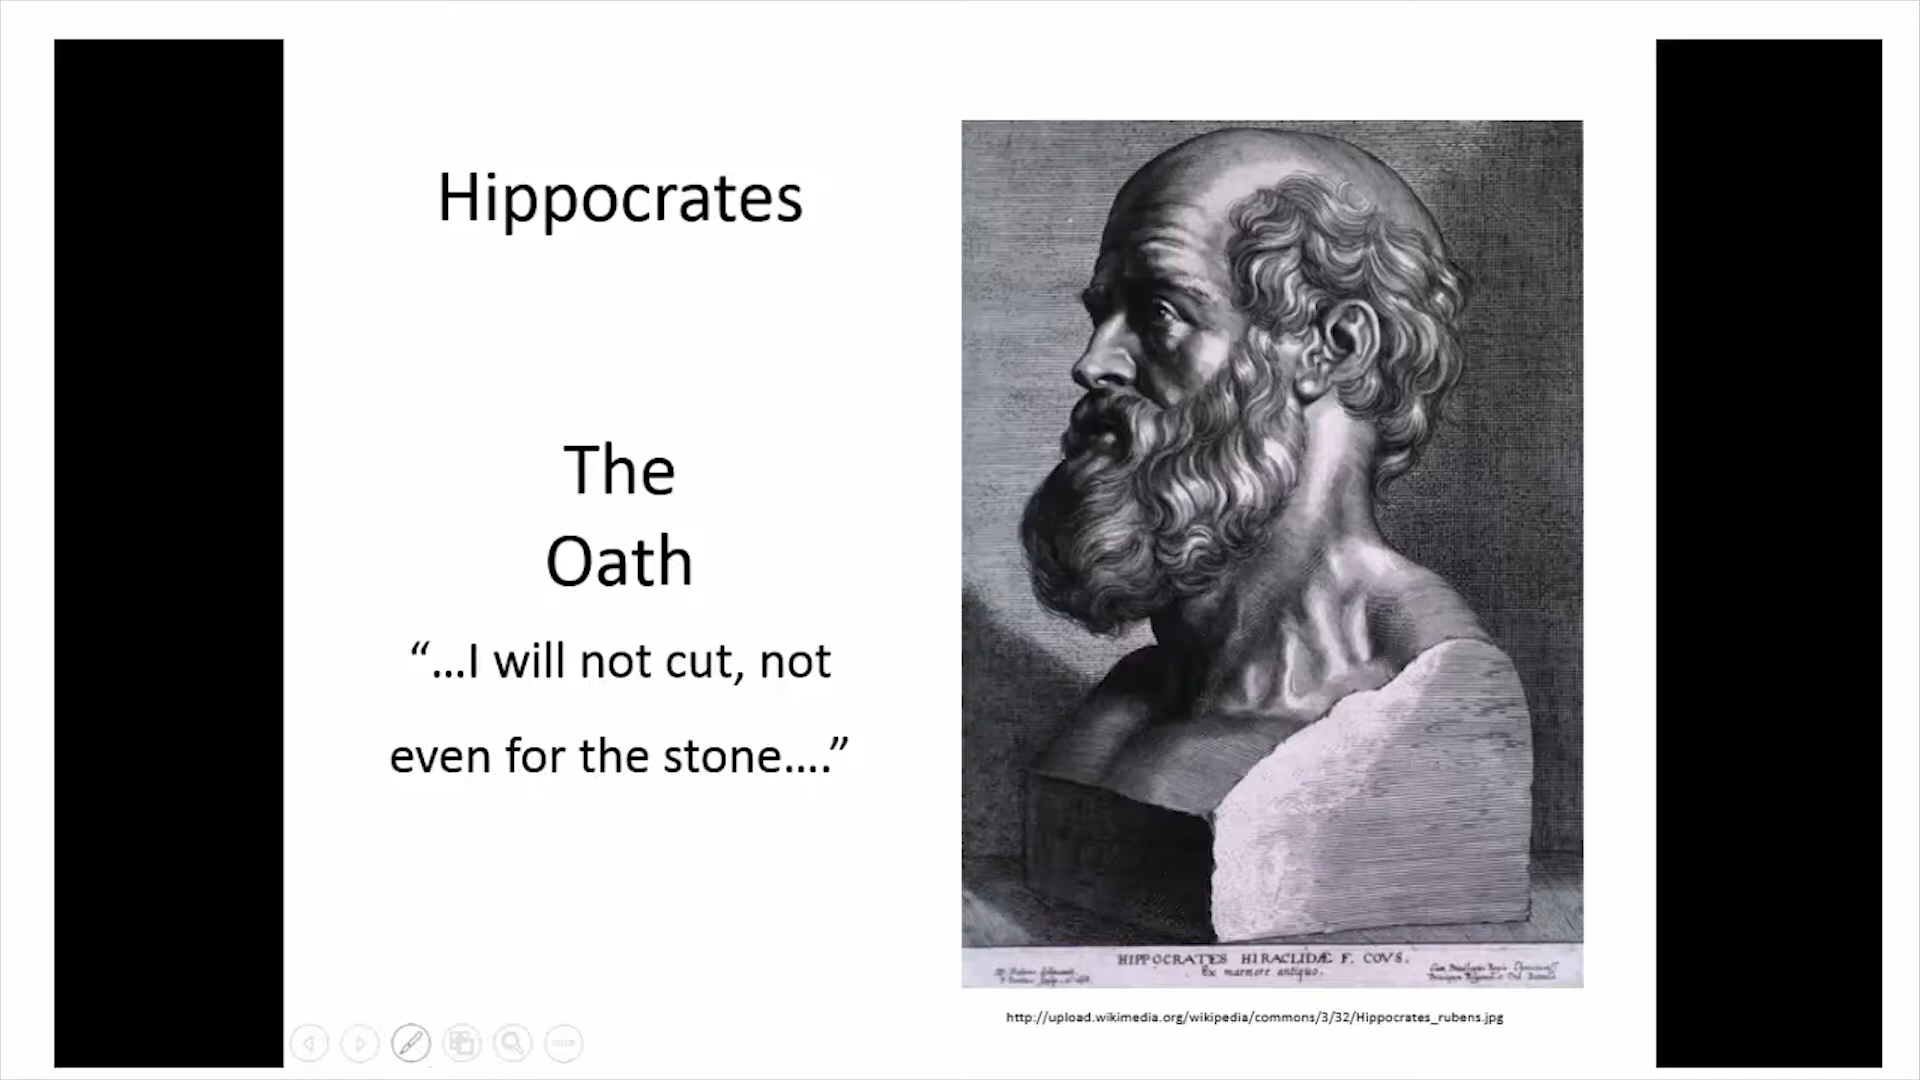 Hippocrates
The
Oath
“...I will not cut, not
even for the stone....”
HIPPOCRATES HIRACLIDÆ F. COVS.
Ex marmore antiquo.
http://upload.wikimedia.org/wikipedia/commons/3/32/Hippocrates_rubens.jpg